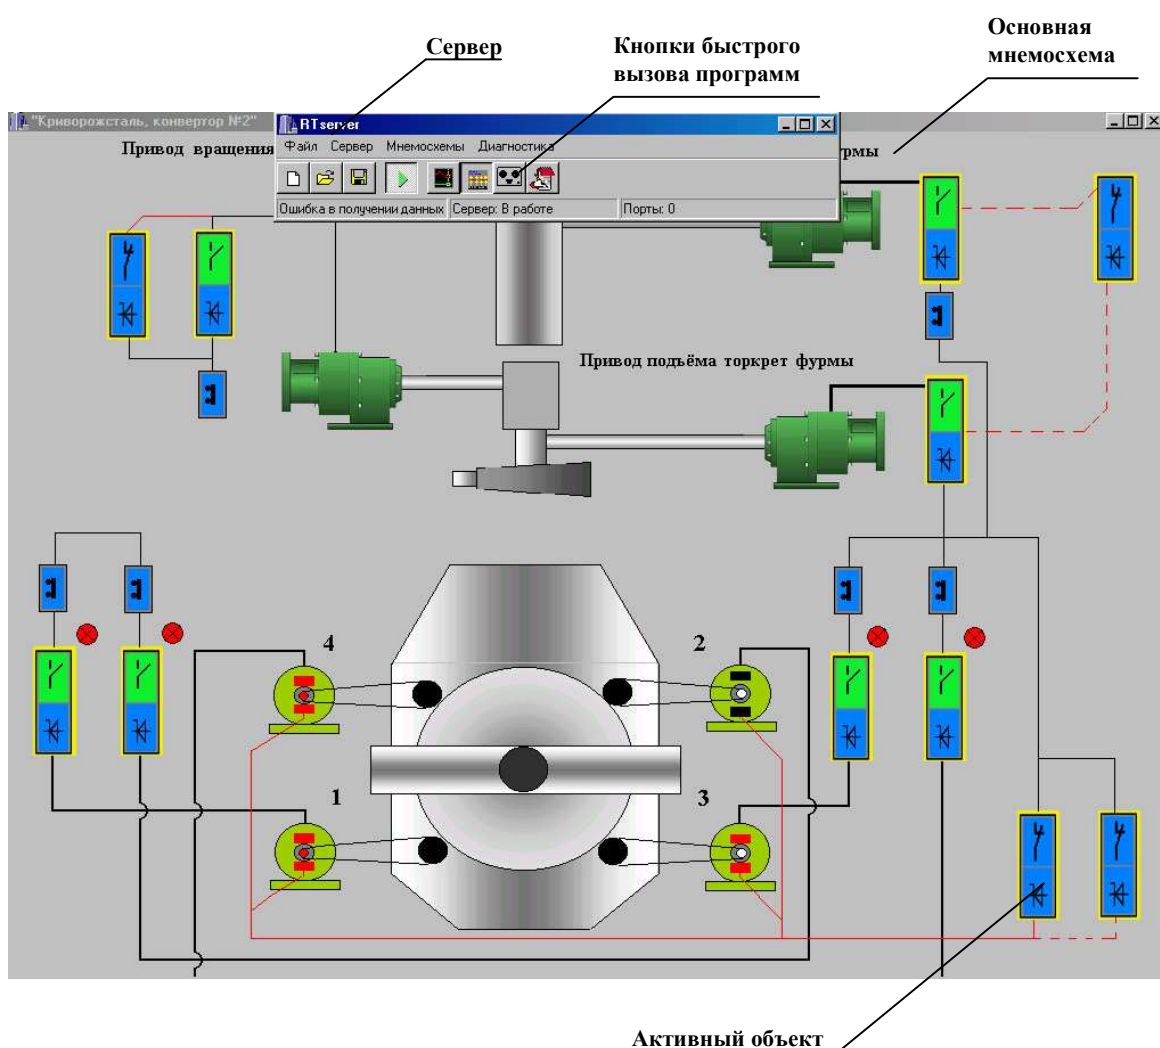 Основная
мнемосхема
Кнопки быстрого
вызова программ
Сервер
"Криворожсталь, конвертор №2"
RTserver
Файл Сервер Мнемосхемы Диагностика
Ошибка в получении данных Сервер: В работе Порты: 0
Привод вращения
фурмы
Привод подъёма торкрет фурмы
4
2
1
3
Активный объект